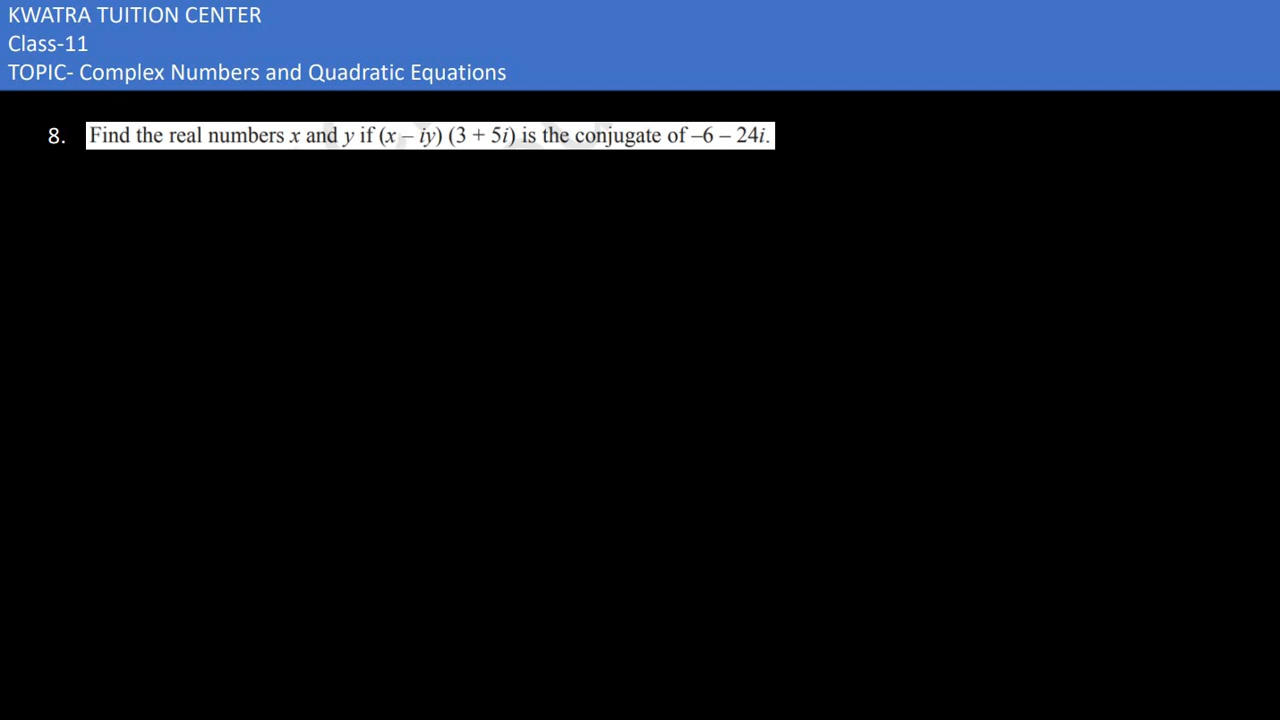 KWATRA TUITION CENTER
Class-11
TOPIC- Complex Numbers and Quadratic Equations
8. Find the real numbers x and y if (x – iy) (3 + 5i) is the conjugate of –6 – 24i.